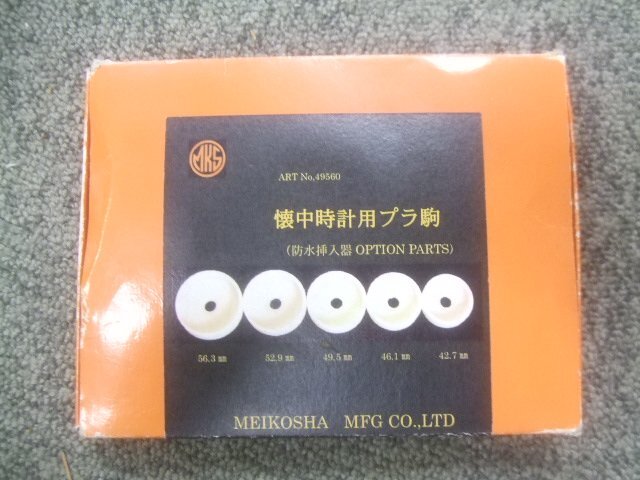 MKS
ART No,49560
懐中時計用プラ駒
(防水挿入器 OPTION PARTS)
56.3 ㎜ 52.9 ㎜ 49.5 ㎜ 46.1 ㎜ 42.7 ㎜
MEIKOSHA MFG CO.,LTD